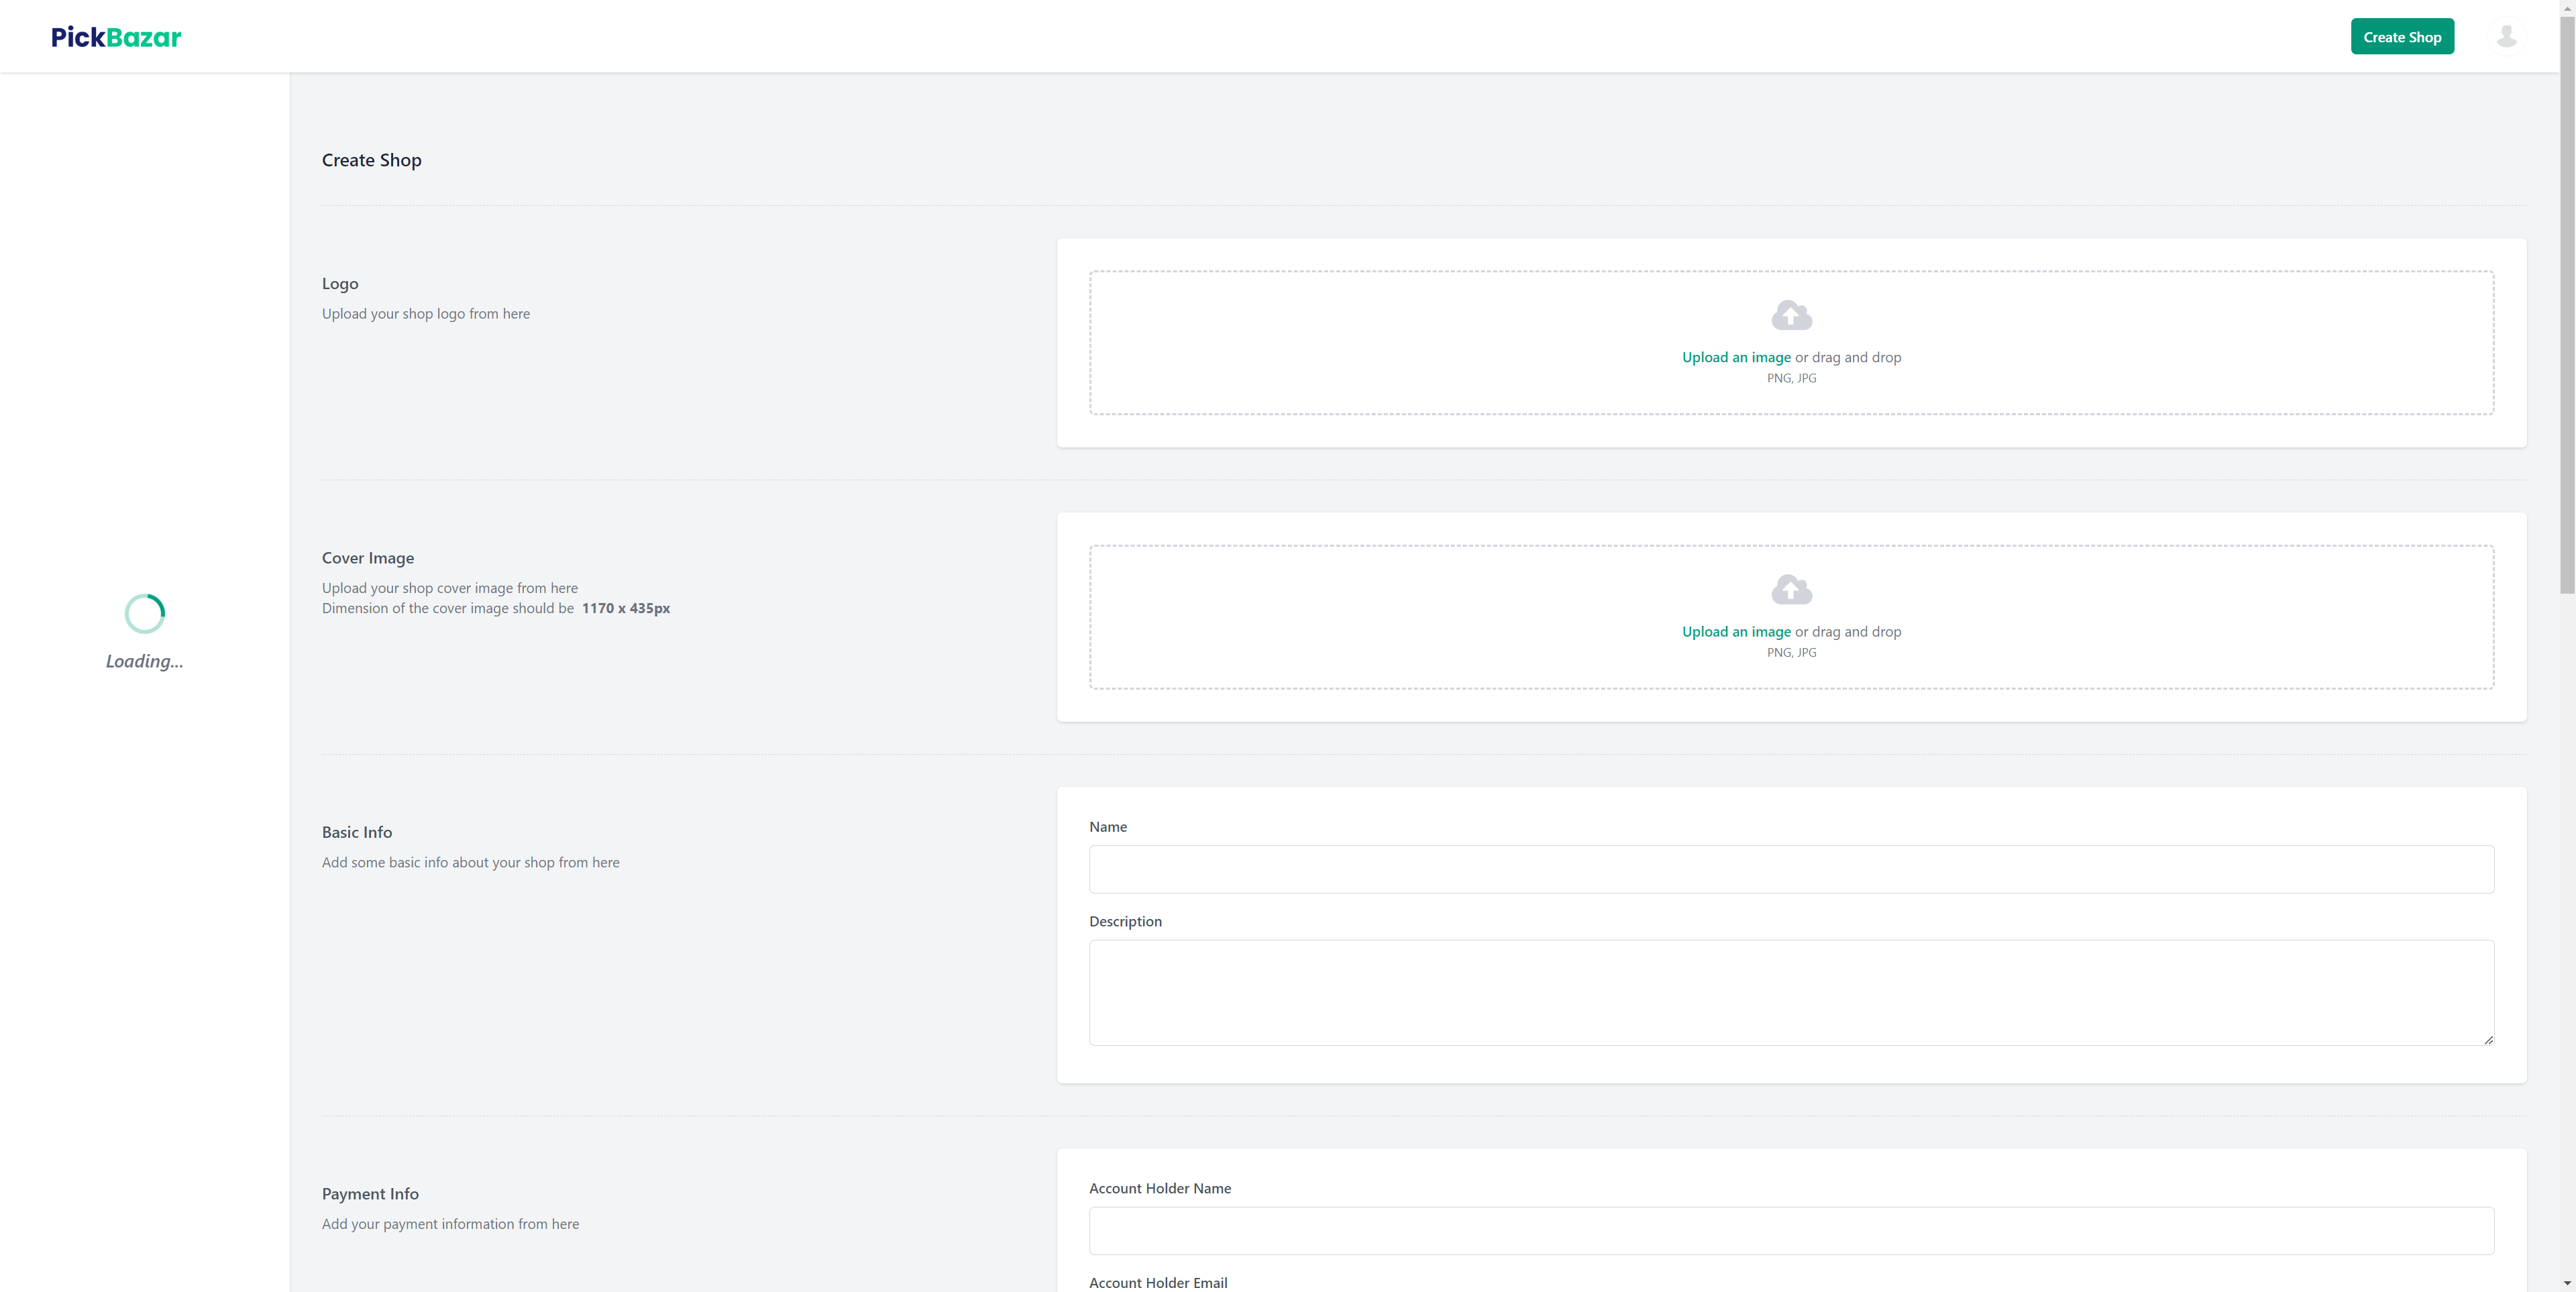 PickBazar
Create Shop
Loading...
Create Shop
Logo
Upload your shop logo from here
Upload an image or drag and drop
PNG, JPG
Cover Image
Upload your shop cover image from here
Dimension of the cover image should be 1170 x 435px
Upload an image or drag and drop
PNG, JPG
Basic Info
Add some basic info about your shop from here
Name
Description
Payment Info
Add your payment information from here
Account Holder Name
Account Holder Email